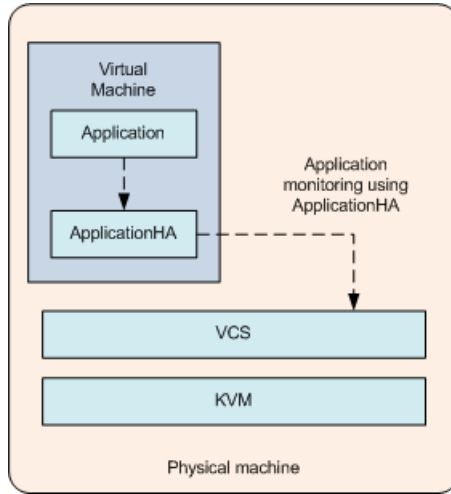 Virtual
Machine
Application
ApplicationHA
Application
monitoring using
ApplicationHA
VCS
KVM
Physical machine